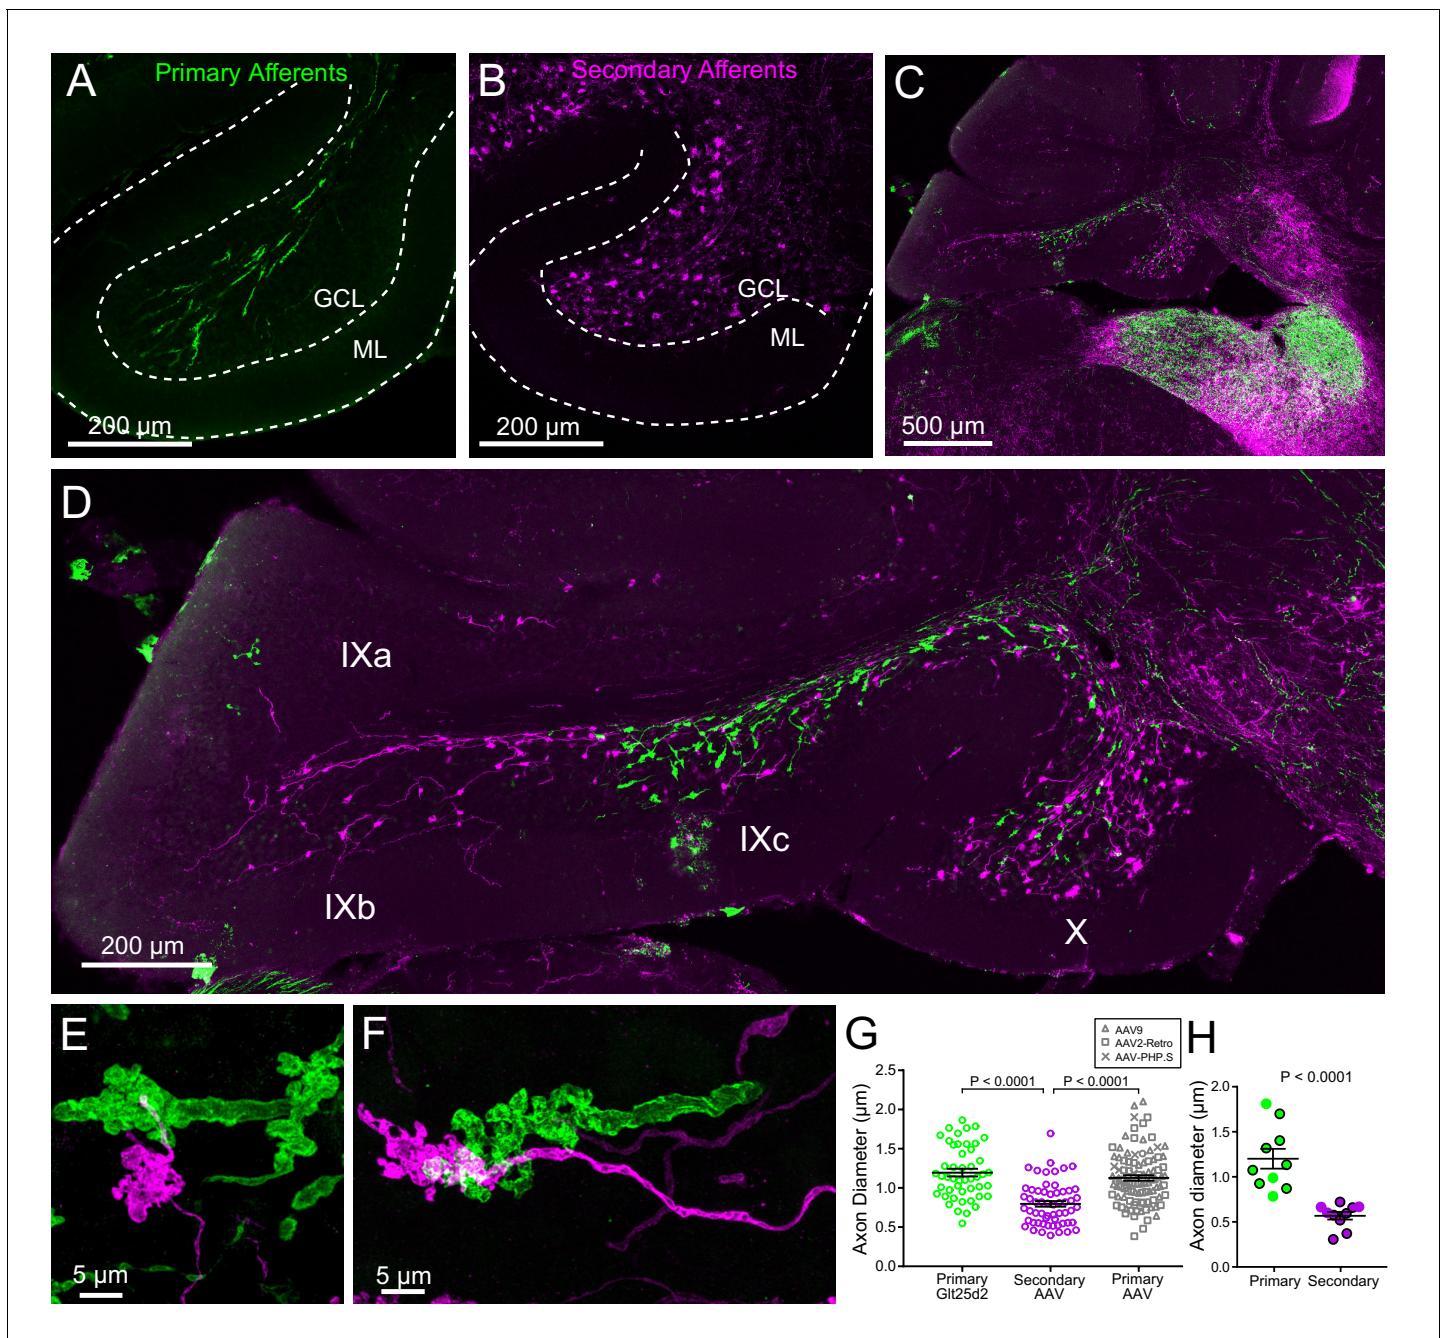 A
Primary Afferents
GCL
ML
200 µm
B
Secondary Afferents
GCL
ML
200 µm
C
500 µm
D
IXa
IXb
IXc
X
200 µm
E
5 µm
F
5 µm
G
AAV9
AAV2-Retro
AAV-PHP.S
P < 0.0001
P < 0.0001
Axon Diameter (µm)
2.5
2.0
1.5
1.0
0.5
0.0
Primary Glt25d2
Secondary AAV
Primary AAV
H
P < 0.0001
Axon diameter (µm)
2.0
1.5
1.0
0.5
0.0
Primary
Secondary